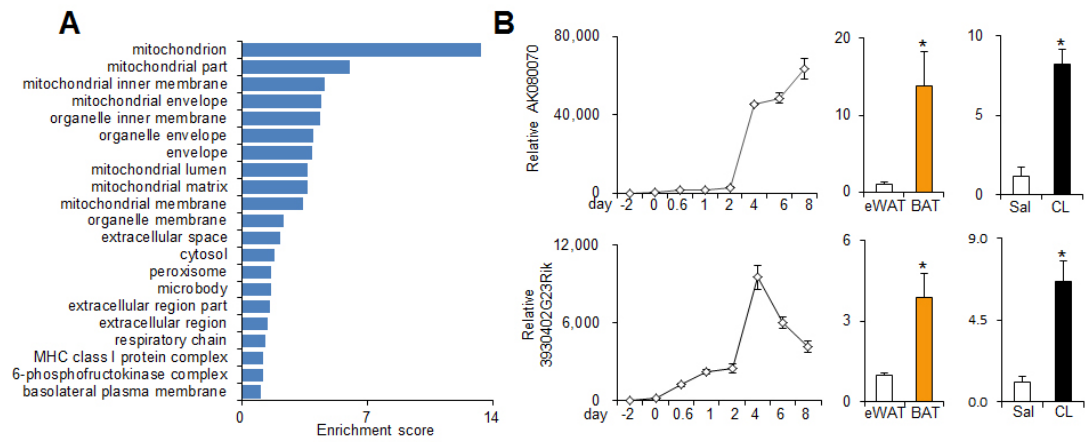 A
mitochondrion
mitochondrial part
mitochondrial inner membrane
mitochondrial envelope
organelle inner membrane
organelle envelope
envelope
mitochondrial lumen
mitochondrial matrix
mitochondrial membrane
organelle membrane
extracellular space
cytosol
peroxisome
microbody
extracellular region part
extracellular region
respiratory chain
MHC class I protein complex
6-phosphofructokinase complex
basolateral plasma membrane
0 7 14
Enrichment score
B
Relative AK080070
80,000
40,000
0
day -2 0 0.6 1 2 4 6 8
20
10
0
*
eWAT BAT
10
5
0
*
Sal CL
Relative
3930402G23Rik
12,000
6,000
0
day -2 0 0.6 1 2 4 6 8
6
3
0
*
eWAT BAT
9.0
4.5
0.0
*
Sal CL